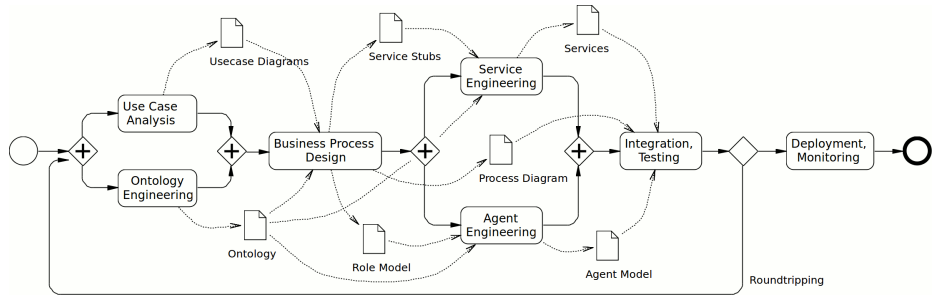 Usecase Diagrams
Service Stubs
Services
Use Case
Analysis
Service
Engineering
Business Process
Design
Integration,
Testing
Deployment,
Monitoring
Ontology
Engineering
Process Diagram
Agent
Engineering
Ontology
Role Model
Agent Model
Roundtripping